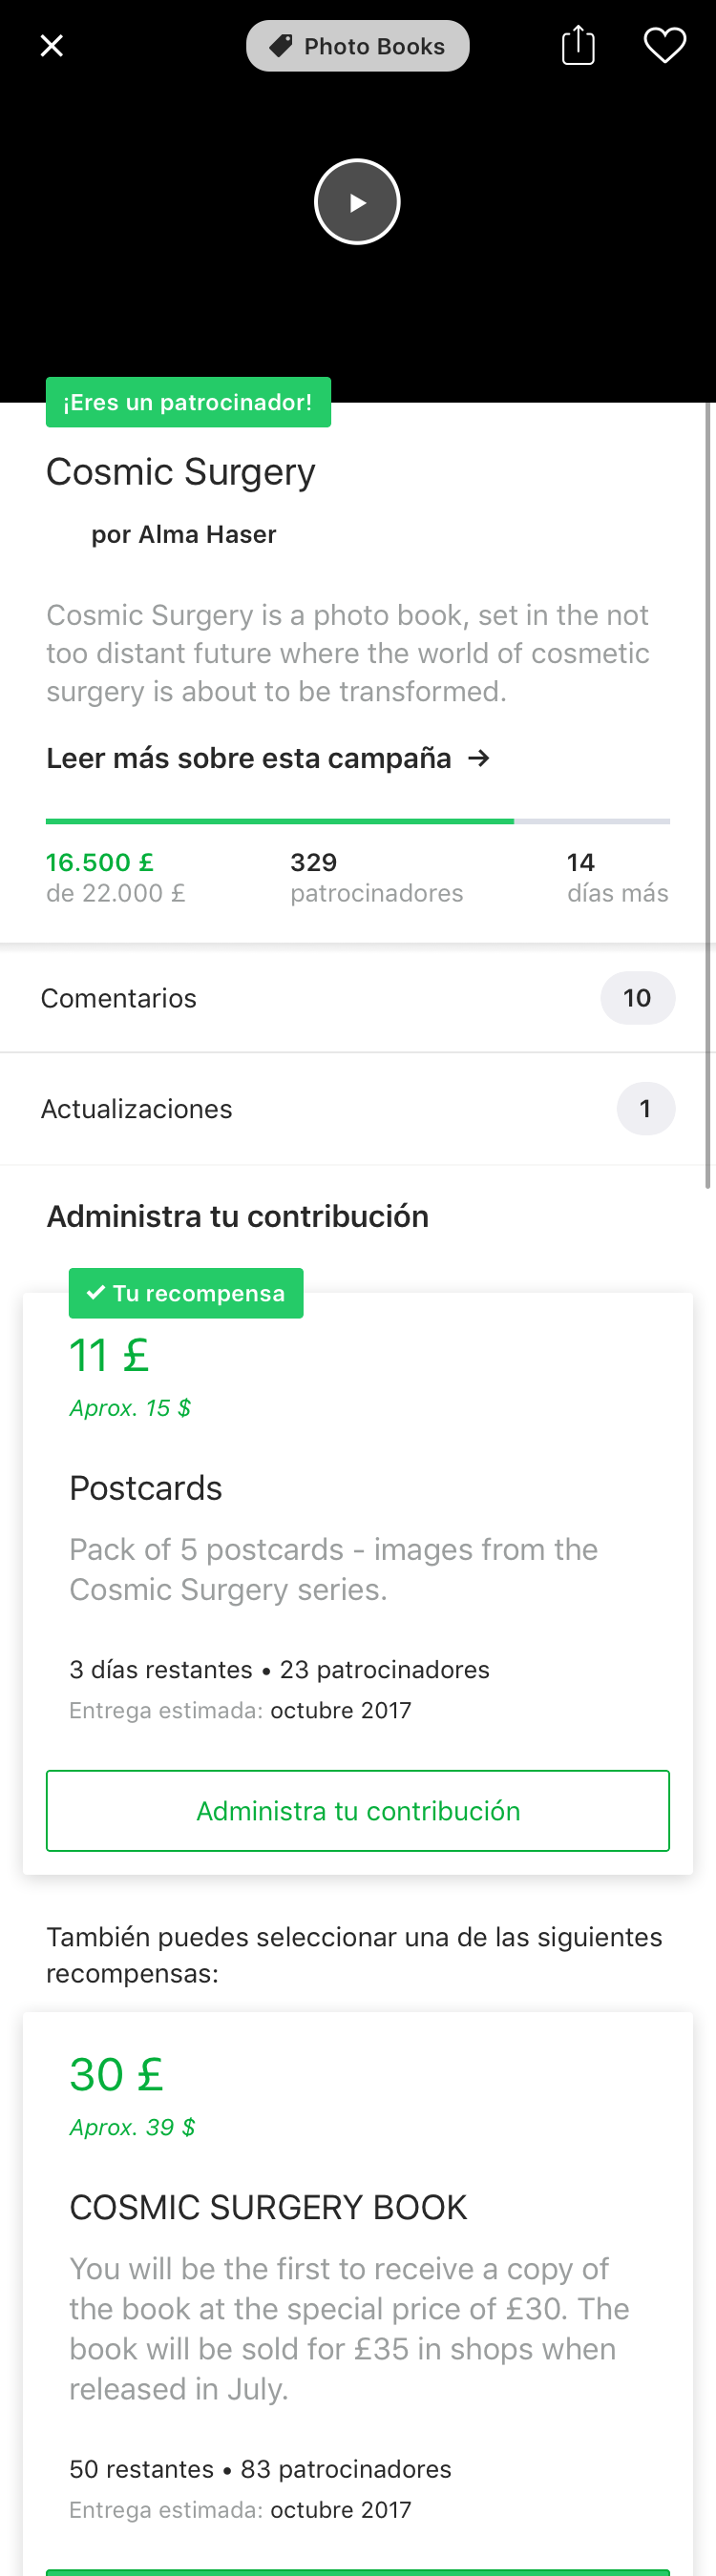 Photo Books
¡Eres un patrocinador!
Cosmic Surgery
por Alma Haser
Cosmic Surgery is a photo book, set in the not
too distant future where the world of cosmetic
surgery is about to be transformed.
Leer más sobre esta campaña →
16.500 £
de 22.000 £
329
patrocinadores
14
días más
Comentarios
10
Actualizaciones
1
Administra tu contribución
Tu recompensa
11 £
Aprox. 15 $
Postcards
Pack of 5 postcards - images from the
Cosmic Surgery series.
3 días restantes • 23 patrocinadores
Entrega estimada: octubre 2017
Administra tu contribución
También puedes seleccionar una de las siguientes
recompensas:
30 £
Aprox. 39 $
COSMIC SURGERY BOOK
You will be the first to receive a copy of
the book at the special price of £30. The
book will be sold for £35 in shops when
released in July.
50 restantes • 83 patrocinadores
Entrega estimada: octubre 2017